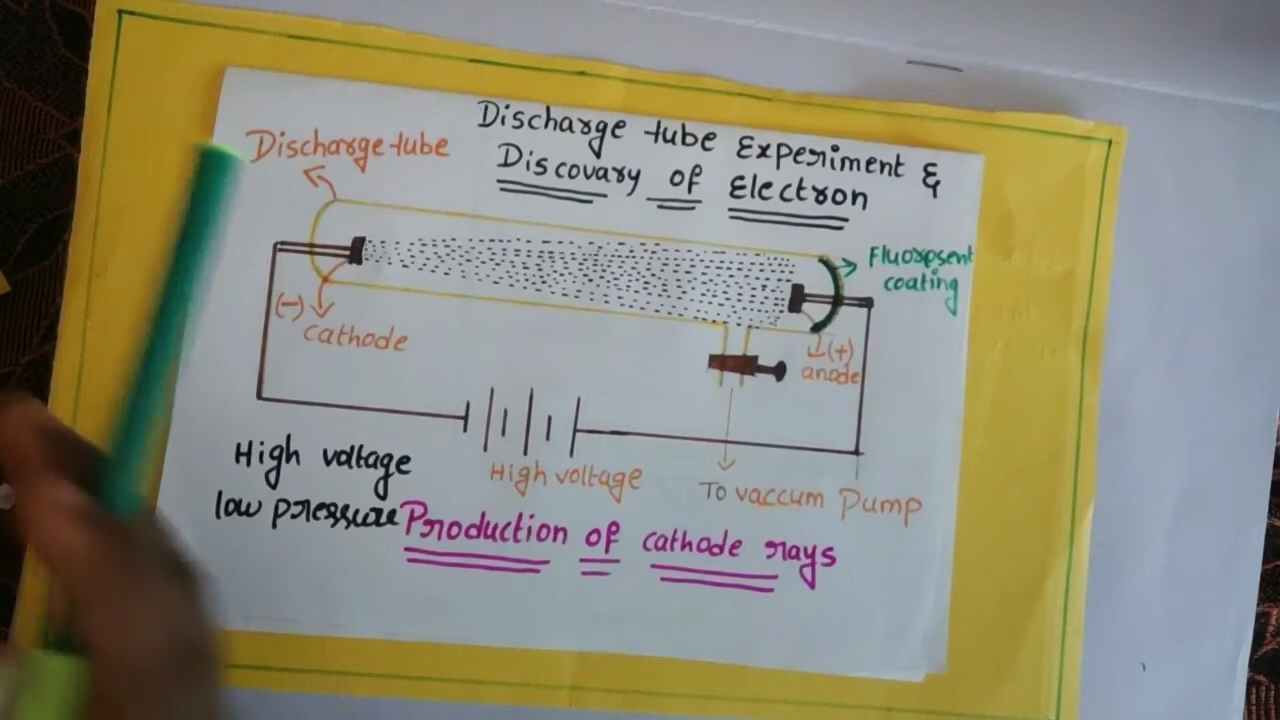 Discharge tube Experiment &
Discovary of Electron
Discharge tube
Fluorpsent
coating
(-)
Cathode
(+)
anode
High voltage
low pressure
High voltage
To vaccum Pump
Production of cathode rays